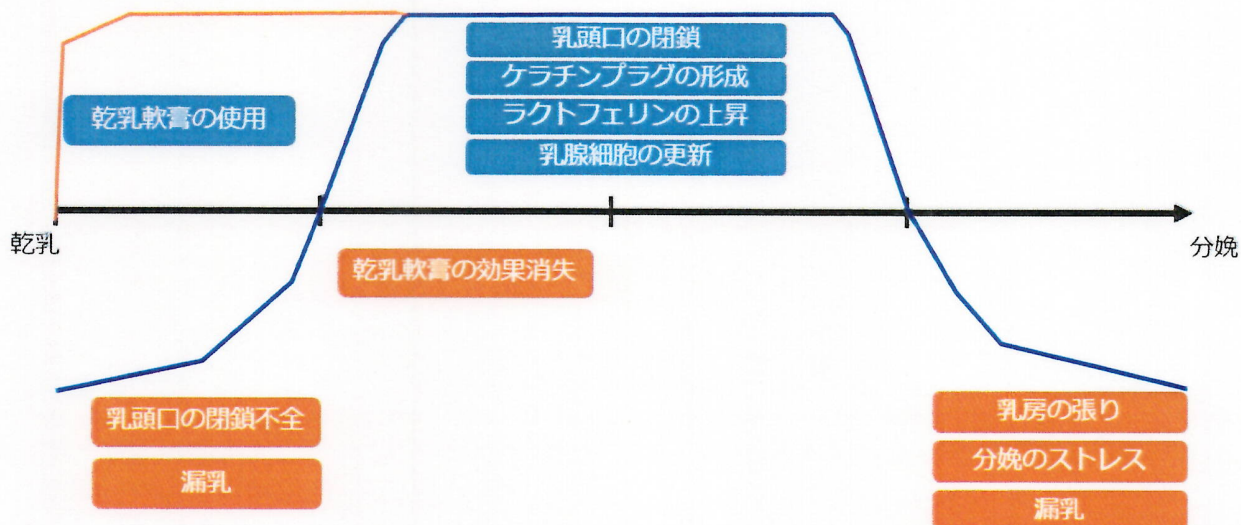 乳頭口の閉鎖
ケラチンプラグの形成
ラクトフェリンの上昇
乳腺細胞の更新
乾乳軟膏の使用
乾乳
分娩
乾乳軟膏の効果消失
乳頭口の閉鎖不全
漏乳
乳房の張り
分娩のストレス
漏乳